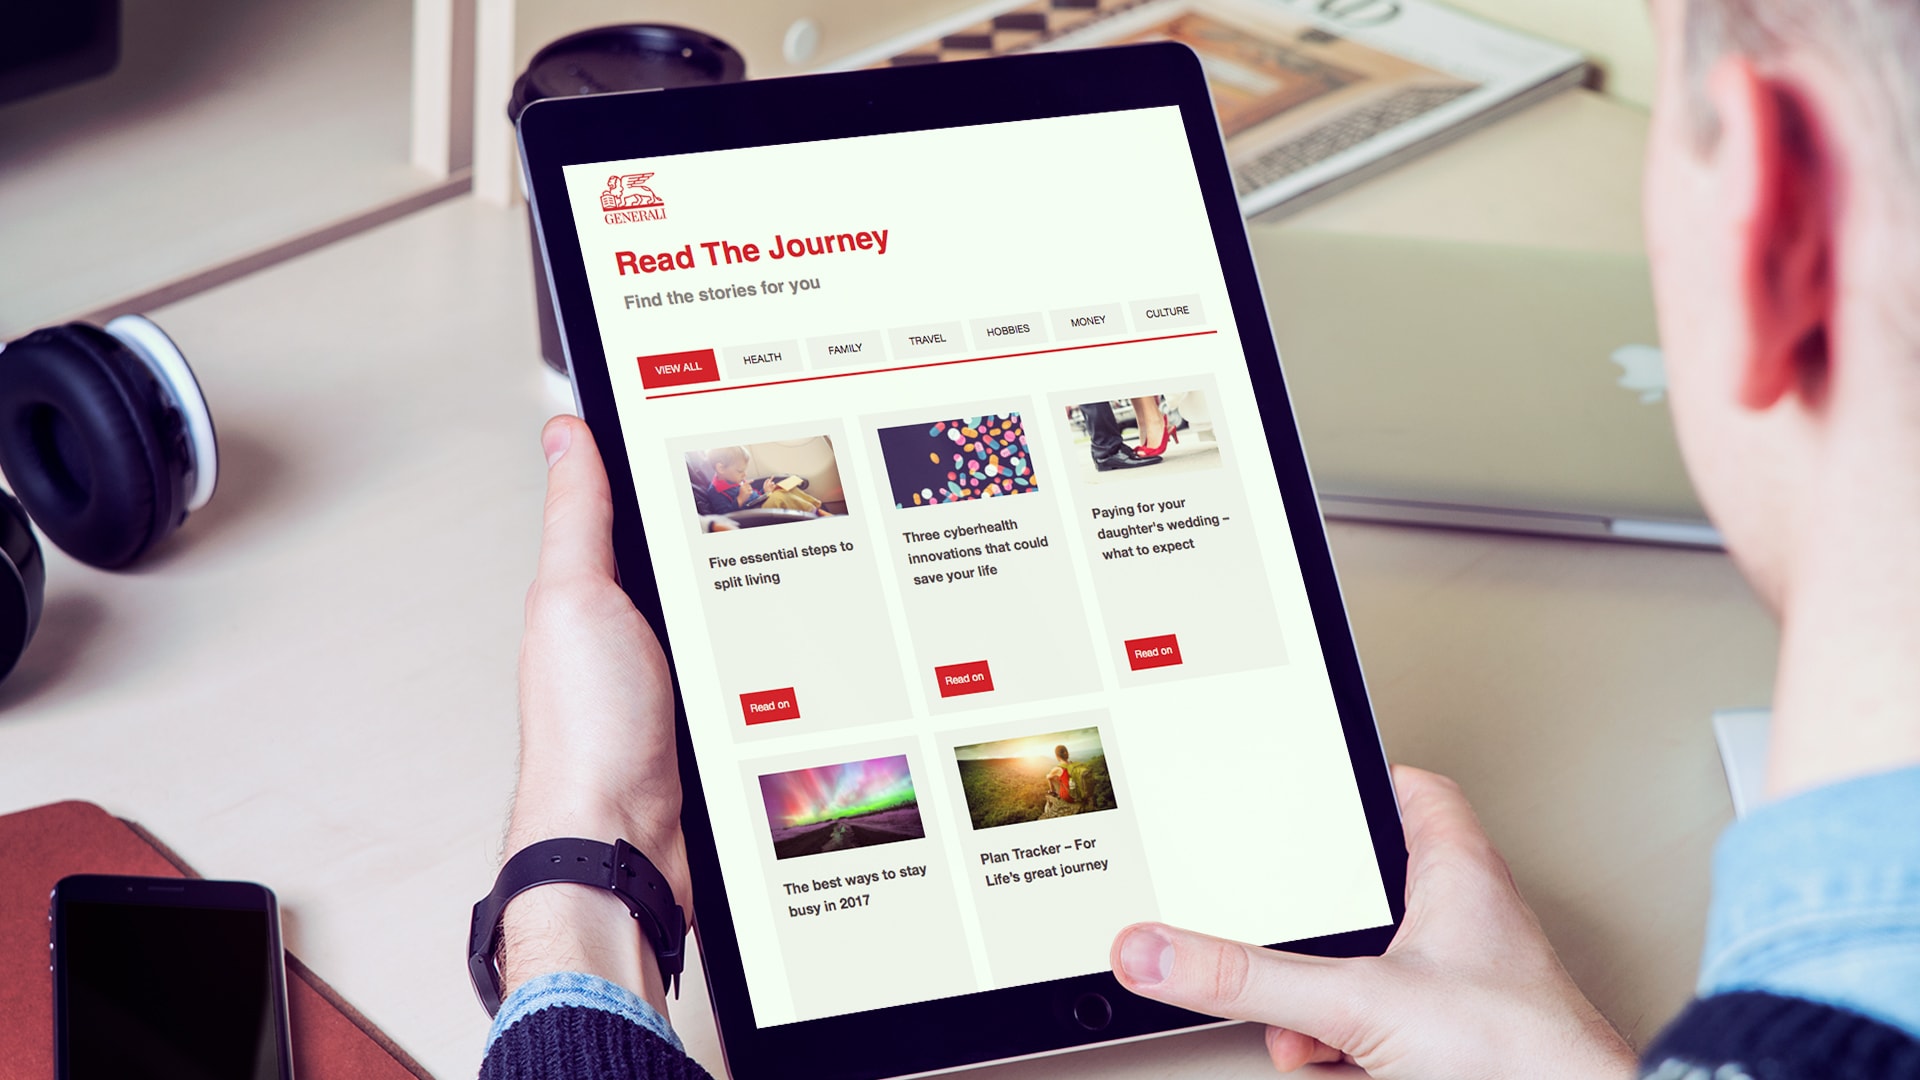 GENERALI
Read The Journey
Find the stories for you
VIEW ALL
HEALTH
FAMILY
TRAVEL
HOBBIES
MONEY
CULTURE
Five essential steps to
split living
Read on
Three cyberhealth
innovations that could
save your life
Read on
Paying for your
daughter's wedding –
what to expect
Read on
The best ways to stay
busy in 2017
Plan Tracker – For
Life's great journey